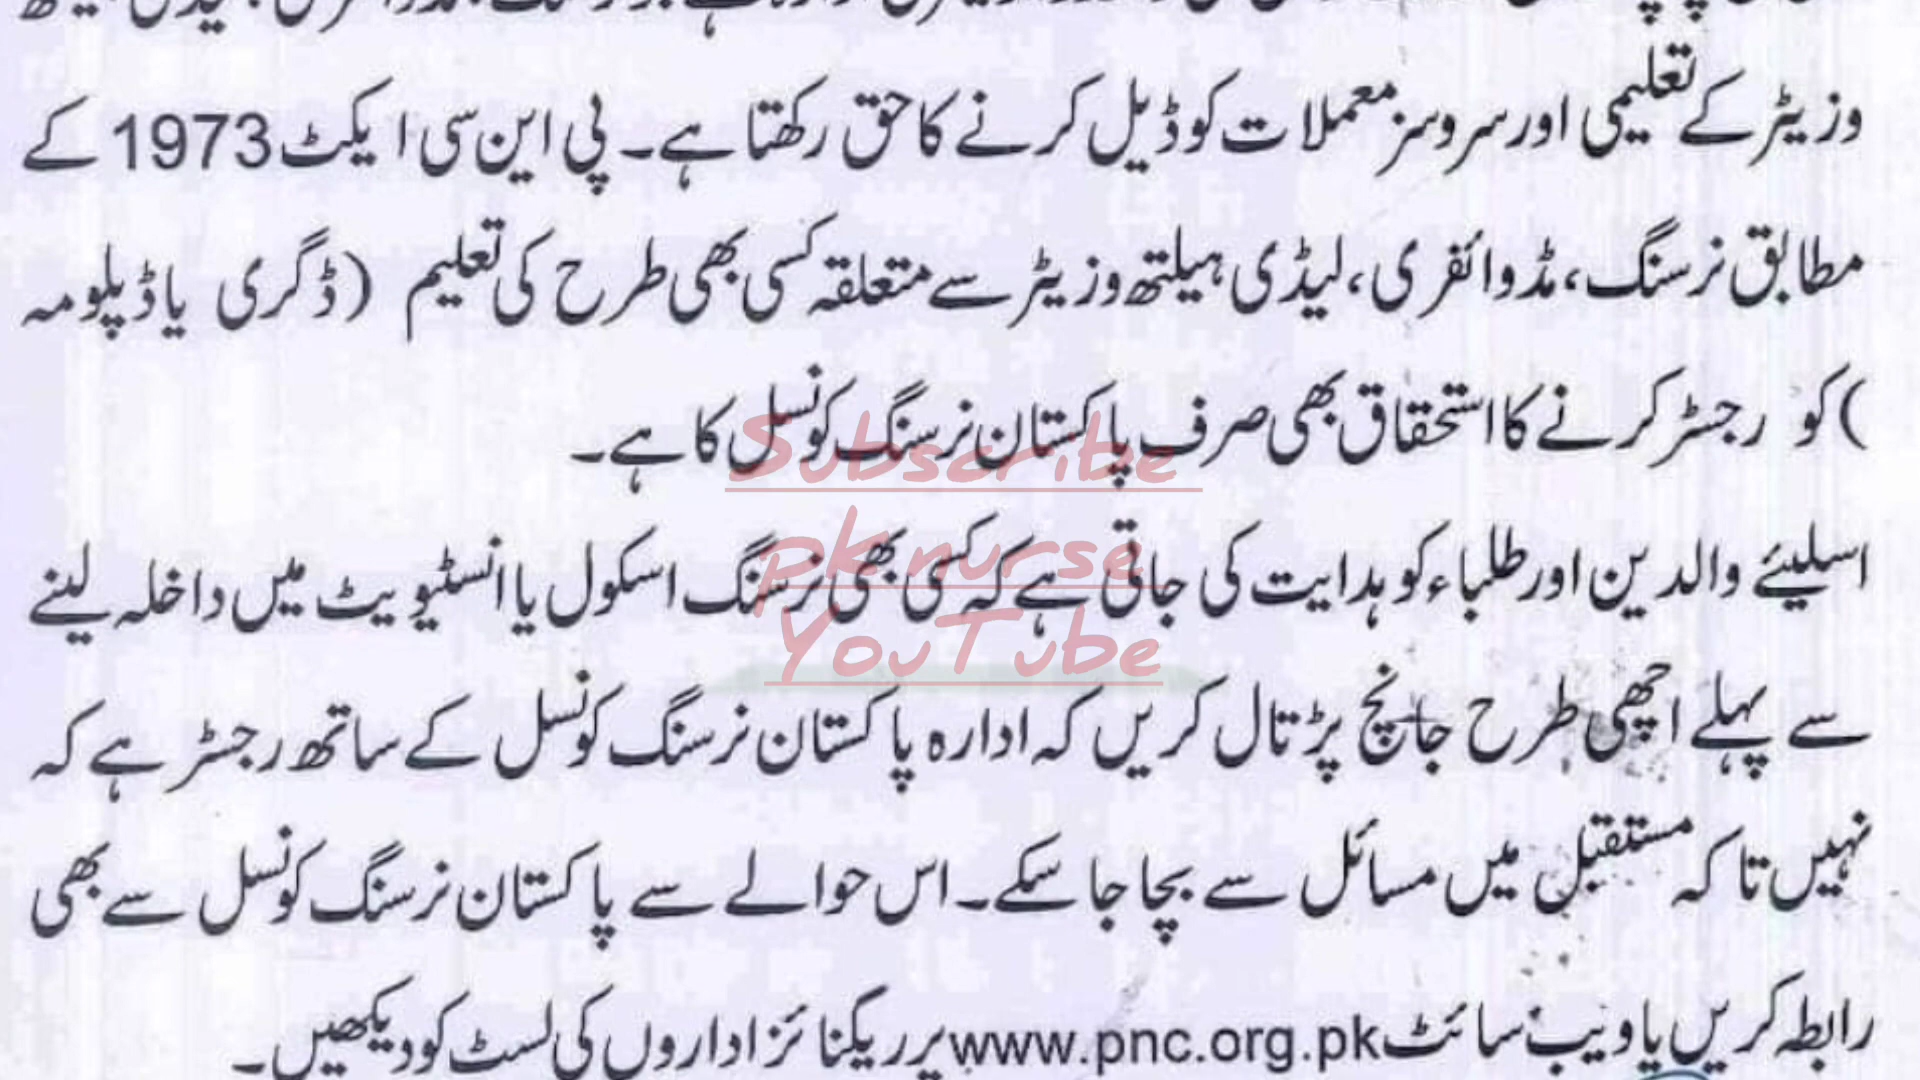 وزیٹر کے تعلیمی اور سروسز معملات کو ڈیل کرنے کا حق رکھتا ہے۔ پی این سی ایکٹ 1973 کے
مطابق نرسنگ، مڈوائفری، لیڈی ہیلتھ وزیٹر سے متعلقہ کسی بھی طرح کی تعلیم (ڈگری یا ڈپلومہ
) کو رجسٹر کرنے کا استحقاق بھی صرف پاکستان نرسنگ کونسل کا ہے۔
Subscribe
اسلیئے والدین اور طلباء کو ہدایت کی جاتی ہے کہ کسی بھی نرسنگ اسکول یا انسٹیویٹ میں داخلہ لینے
pk nurse
YouTube
سے پہلے اچھی طرح جانچ پڑتال کریں کہ ادارہ پاکستان نرسنگ کونسل کے ساتھ رجسٹر ہے کہ
نہیں تاکہ مستقبل میں مسائل سے بچا جا سکے۔ اس حوالے سے پاکستان نرسنگ کونسل سے بھی
رابطہ کریں یا ویب سائٹ www.pnc.org.pk پر ریکنائز اداروں کی لسٹ کو دیکھیں۔